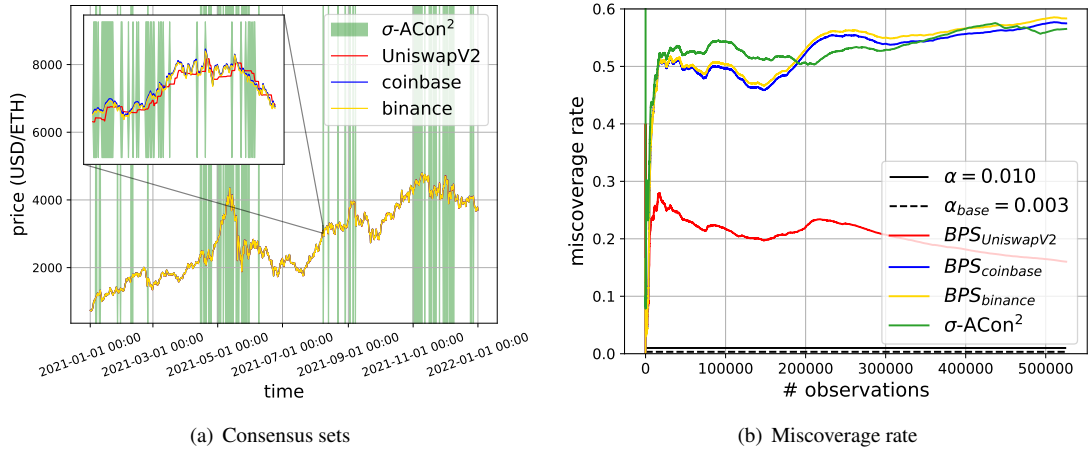 σ-ACon²
UniswapV2
coinbase
binance
8000
6000
4000
2000
price (USD/ETH)
2021-01-01 00:00
2021-03-01 00:00
2021-05-01 00:00
2021-07-01 00:00
2021-09-01 00:00
2021-11-01 00:00
2022-01-01 00:00
time
(a) Consensus sets
0.6
0.5
0.4
0.3
0.2
0.1
0.0
miscoverage rate
α = 0.010
α_base = 0.003
BPS_UniswapV2
BPS_coinbase
BPS_binance
σ-ACon²
0 100000 200000 300000 400000 500000
# observations
(b) Miscoverage rate